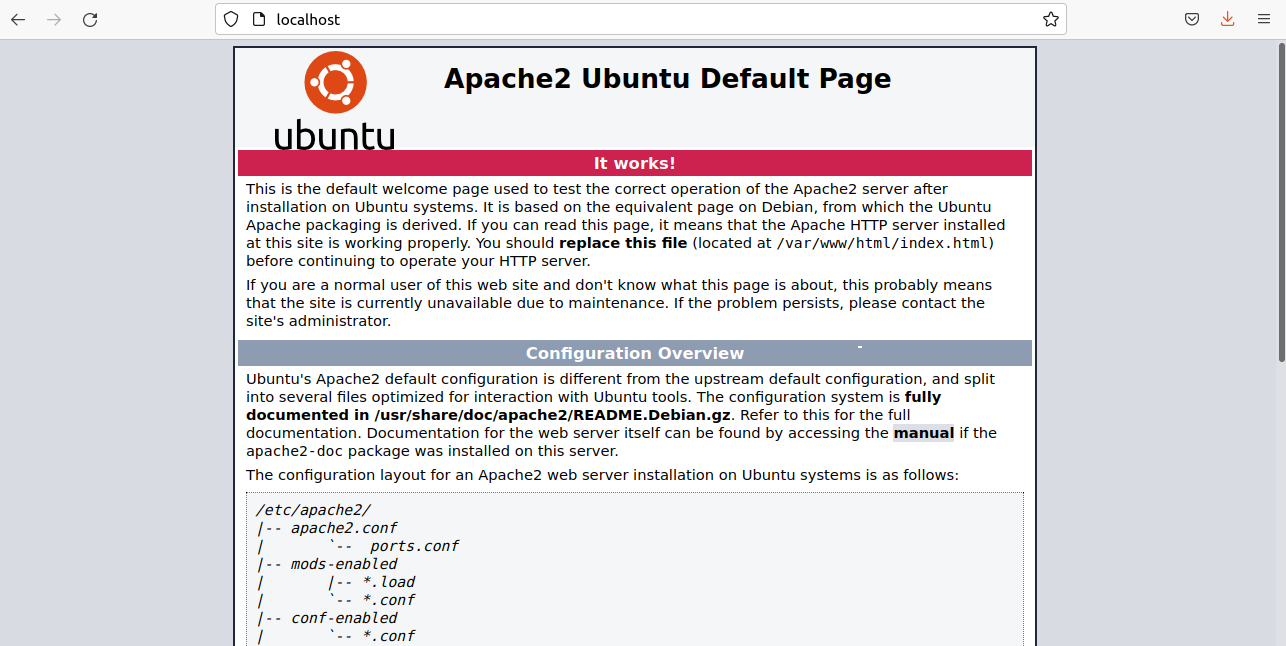 localhost
ubuntu
Apache2 Ubuntu Default Page
It works!
This is the default welcome page used to test the correct operation of the Apache2 server after
installation on Ubuntu systems. It is based on the equivalent page on Debian, from which the Ubuntu
Apache packaging is derived. If you can read this page, it means that the Apache HTTP server installed
at this site is working properly. You should replace this file (located at /var/www/html/index.html)
before continuing to operate your HTTP server.
If you are a normal user of this web site and don't know what this page is about, this probably means
that the site is currently unavailable due to maintenance. If the problem persists, please contact the
site's administrator.
Configuration Overview
Ubuntu's Apache2 default configuration is different from the upstream default configuration, and split
into several files optimized for interaction with Ubuntu tools. The configuration system is fully
documented in /usr/share/doc/apache2/README.Debian.gz. Refer to this for the full
documentation. Documentation for the web server itself can be found by accessing the manual if the
apache2-doc package was installed on this server.
The configuration layout for an Apache2 web server installation on Ubuntu systems is as follows:
/etc/apache2/
|-- apache2.conf
|       `--  ports.conf
|-- mods-enabled
|       |-- *.load
|       `-- *.conf
|-- conf-enabled
|       `-- *.conf